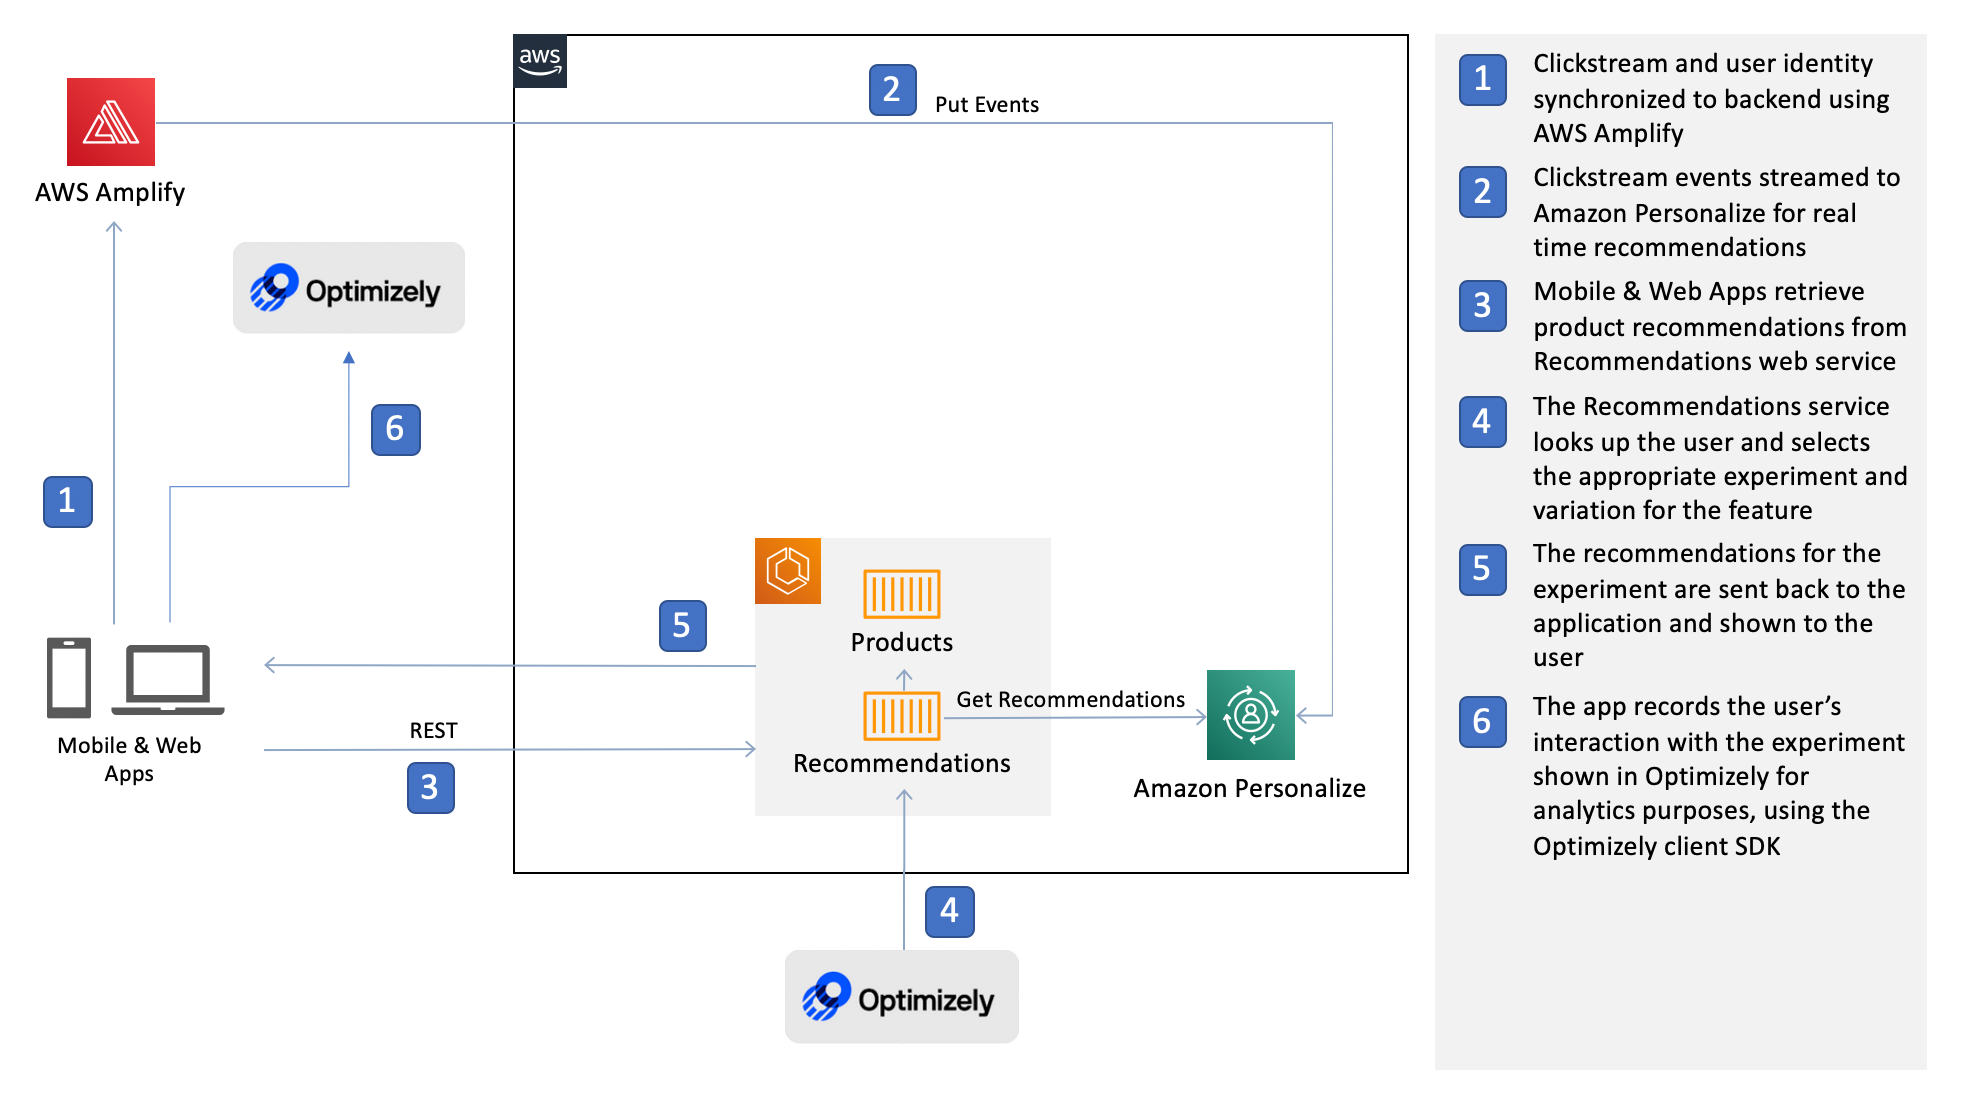 aws
2
Put Events
AWS Amplify
Optimizely
6
1
5
Products
Get Recommendations
REST
Recommendations
Mobile & Web
Apps
3
Amazon Personalize
4
Optimizely
1
Clickstream and user identity
synchronized to backend using
AWS Amplify
2
Clickstream events streamed to
Amazon Personalize for real
time recommendations
3
Mobile & Web Apps retrieve
product recommendations from
Recommendations web service
4
The Recommendations service
looks up the user and selects
the appropriate experiment and
variation for the feature
5
The recommendations for the
experiment are sent back to the
application and shown to the
user
6
The app records the user’s
interaction with the experiment
shown in Optimizely for
analytics purposes, using the
Optimizely client SDK